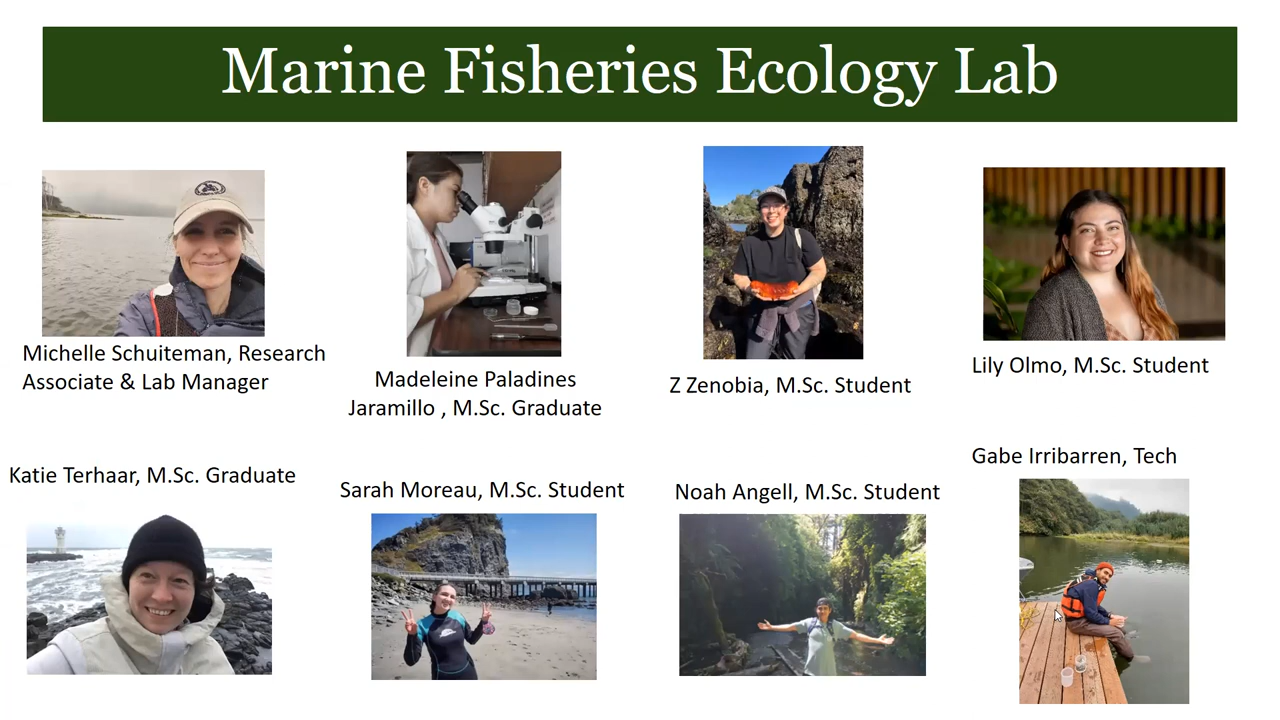 Marine Fisheries Ecology Lab
Michelle Schuiteman, Research
Associate & Lab Manager
Madeleine Paladines
Jaramillo , M.Sc. Graduate
Z Zenobia, M.Sc. Student
Lily Olmo, M.Sc. Student
Katie Terhaar, M.Sc. Graduate
Sarah Moreau, M.Sc. Student
Noah Angell, M.Sc. Student
Gabe Irribarren, Tech